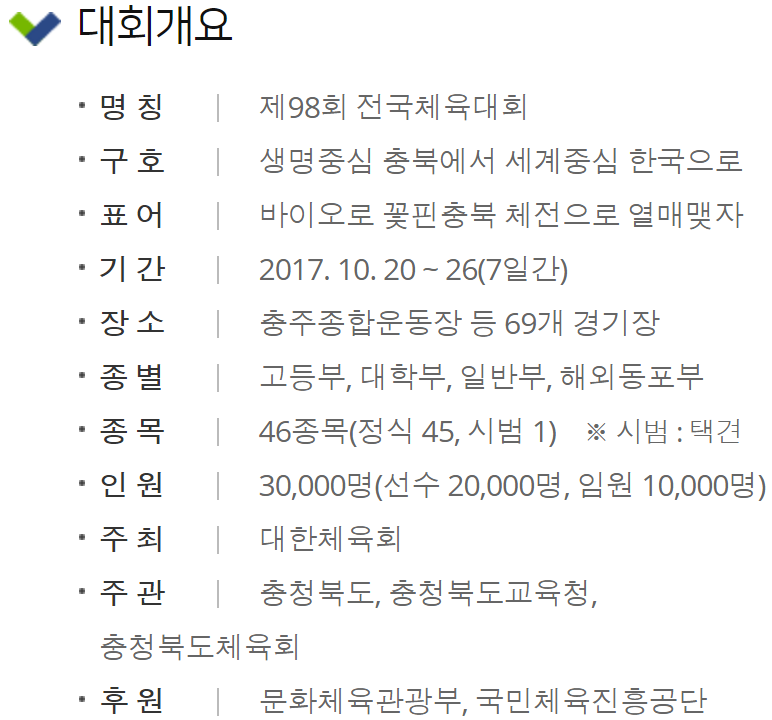 대회개요
· 명 칭 | 제98회 전국체육대회
· 구 호 | 생명중심 충북에서 세계중심 한국으로
· 표 어 | 바이오로 꽃핀충북 체전으로 열매맺자
· 기 간 | 2017. 10. 20 ~ 26(7일간)
· 장 소 | 충주종합운동장 등 69개 경기장
· 종 별 | 고등부, 대학부, 일반부, 해외동포부
· 종 목 | 46종목(정식 45, 시범 1) ※ 시범 : 택견
· 인 원 | 30,000명(선수 20,000명, 임원 10,000명)
· 주 최 | 대한체육회
· 주 관 | 충청북도, 충청북도교육청,
충청북도체육회
· 후 원 | 문화체육관광부, 국민체육진흥공단